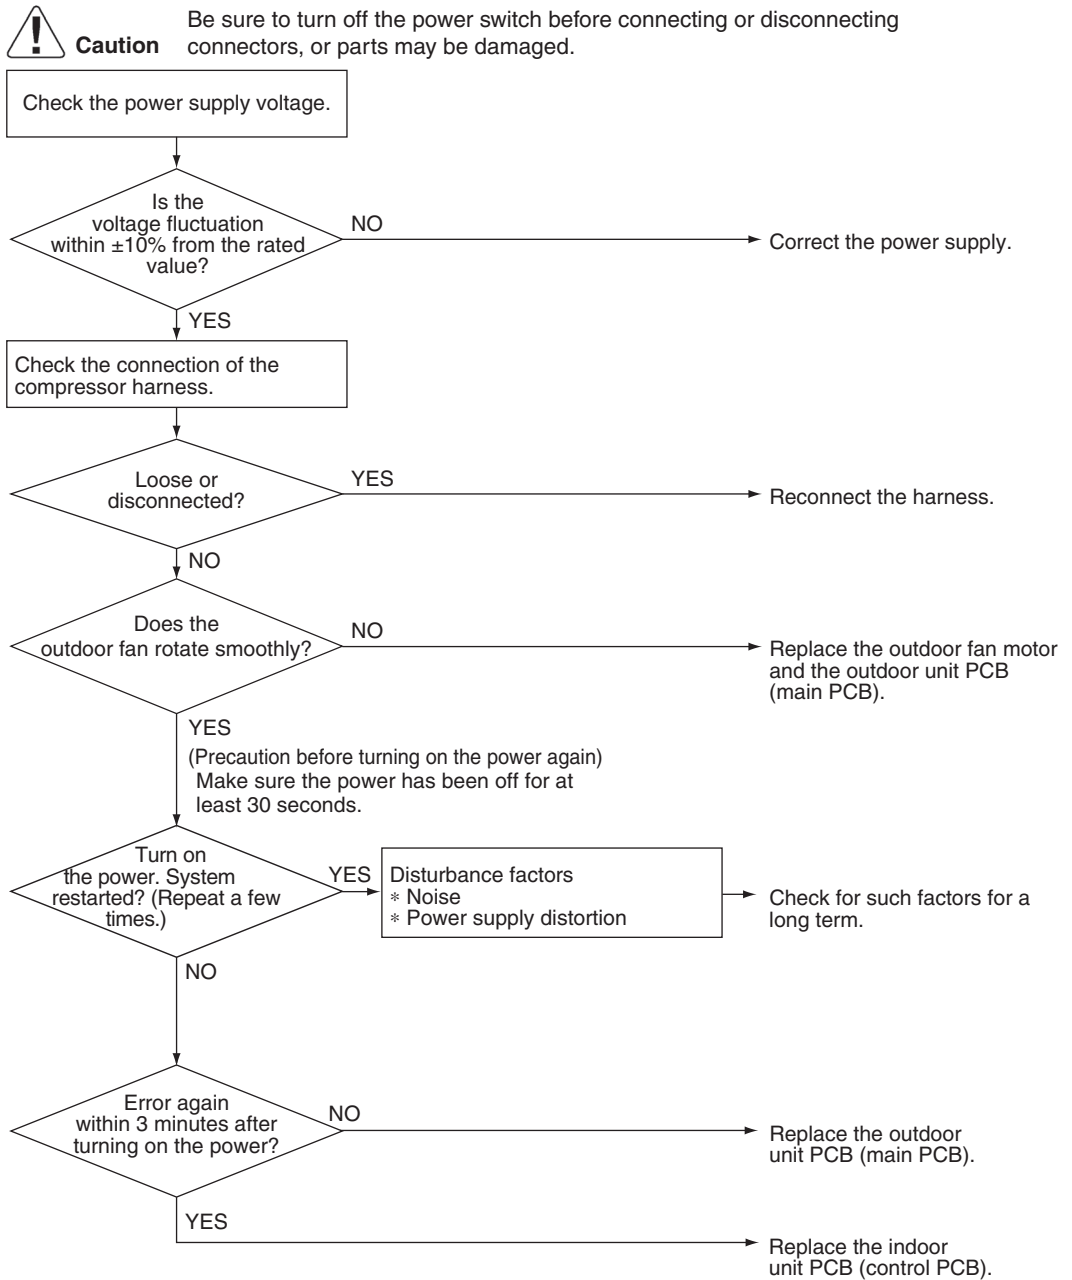 Be sure to turn off the power switch before connecting or disconnecting
Caution connectors, or parts may be damaged.
Check the power supply voltage.
Is the
voltage fluctuation
within ±10% from the rated
value?
NO
Correct the power supply.
YES
Check the connection of the
compressor harness.
Loose or
disconnected?
YES
Reconnect the harness.
NO
Does the
outdoor fan rotate smoothly?
NO
Replace the outdoor fan motor
and the outdoor unit PCB
(main PCB).
YES
(Precaution before turning on the power again)
Make sure the power has been off for at
least 30 seconds.
Turn on
the power. System
restarted? (Repeat a few
times.)
YES
Disturbance factors
* Noise
* Power supply distortion
Check for such factors for a
long term.
NO
Error again
within 3 minutes after
turning on the power?
NO
Replace the outdoor
unit PCB (main PCB).
YES
Replace the indoor
unit PCB (control PCB).